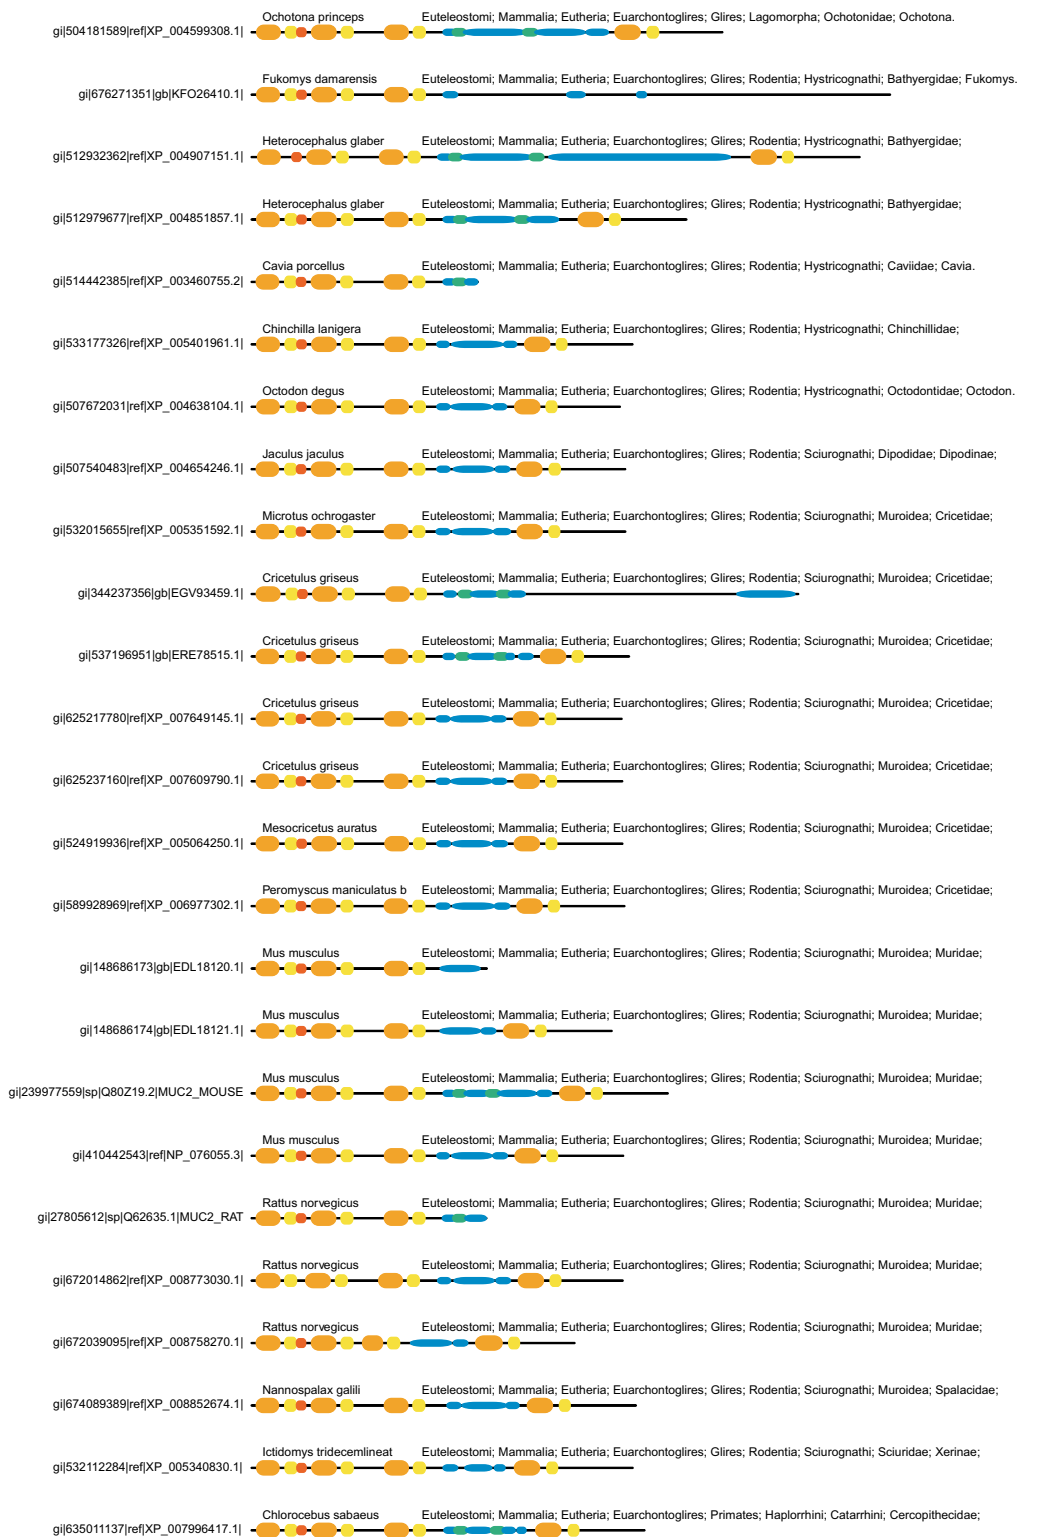 Ochotona princeps Euteleostomi; Mammalia; Eutheria; Euarchontoglires; Glires; Lagomorpha; Ochotonidae; Ochotona.
gi|504181589|ref|XP_004599308.1|
Fukomys damarensis Euteleostomi; Mammalia; Eutheria; Euarchontoglires; Glires; Rodentia; Hystricognathi; Bathyergidae; Fukomys.
gi|676271351|gb|KFO26410.1|
Heterocephalus glaber Euteleostomi; Mammalia; Eutheria; Euarchontoglires; Glires; Rodentia; Hystricognathi; Bathyergidae;
gi|512932362|ref|XP_004907151.1|
Heterocephalus glaber Euteleostomi; Mammalia; Eutheria; Euarchontoglires; Glires; Rodentia; Hystricognathi; Bathyergidae;
gi|512979677|ref|XP_004851857.1|
Cavia porcellus Euteleostomi; Mammalia; Eutheria; Euarchontoglires; Glires; Rodentia; Hystricognathi; Caviidae; Cavia.
gi|514442385|ref|XP_003460755.2|
Chinchilla lanigera Euteleostomi; Mammalia; Eutheria; Euarchontoglires; Glires; Rodentia; Hystricognathi; Chinchillidae;
gi|533177326|ref|XP_005401961.1|
Octodon degus Euteleostomi; Mammalia; Eutheria; Euarchontoglires; Glires; Rodentia; Hystricognathi; Octodontidae; Octodon.
gi|507672031|ref|XP_004638104.1|
Jaculus jaculus Euteleostomi; Mammalia; Eutheria; Euarchontoglires; Glires; Rodentia; Sciurognathi; Dipodidae; Dipodinae;
gi|507540483|ref|XP_004654246.1|
Microtus ochrogaster Euteleostomi; Mammalia; Eutheria; Euarchontoglires; Glires; Rodentia; Sciurognathi; Muroidea; Cricetidae;
gi|532015655|ref|XP_005351592.1|
Cricetulus griseus Euteleostomi; Mammalia; Eutheria; Euarchontoglires; Glires; Rodentia; Sciurognathi; Muroidea; Cricetidae;
gi|344237356|gb|EGV93459.1|
Cricetulus griseus Euteleostomi; Mammalia; Eutheria; Euarchontoglires; Glires; Rodentia; Sciurognathi; Muroidea; Cricetidae;
gi|537196951|gb|ERE78515.1|
Cricetulus griseus Euteleostomi; Mammalia; Eutheria; Euarchontoglires; Glires; Rodentia; Sciurognathi; Muroidea; Cricetidae;
gi|625217780|ref|XP_007649145.1|
Cricetulus griseus Euteleostomi; Mammalia; Eutheria; Euarchontoglires; Glires; Rodentia; Sciurognathi; Muroidea; Cricetidae;
gi|625237160|ref|XP_007609790.1|
Mesocricetus auratus Euteleostomi; Mammalia; Eutheria; Euarchontoglires; Glires; Rodentia; Sciurognathi; Muroidea; Cricetidae;
gi|524919936|ref|XP_005064250.1|
Peromyscus maniculatus b Euteleostomi; Mammalia; Eutheria; Euarchontoglires; Glires; Rodentia; Sciurognathi; Muroidea; Cricetidae;
gi|589928969|ref|XP_006977302.1|
Mus musculus Euteleostomi; Mammalia; Eutheria; Euarchontoglires; Glires; Rodentia; Sciurognathi; Muroidea; Muridae;
gi|148686173|gb|EDL18120.1|
Mus musculus Euteleostomi; Mammalia; Eutheria; Euarchontoglires; Glires; Rodentia; Sciurognathi; Muroidea; Muridae;
gi|148686174|gb|EDL18121.1|
Mus musculus Euteleostomi; Mammalia; Eutheria; Euarchontoglires; Glires; Rodentia; Sciurognathi; Muroidea; Muridae;
gi|239977559|sp|Q80Z19.2|MUC2_MOUSE
Mus musculus Euteleostomi; Mammalia; Eutheria; Euarchontoglires; Glires; Rodentia; Sciurognathi; Muroidea; Muridae;
gi|410442543|ref|NP_076055.3|
Rattus norvegicus Euteleostomi; Mammalia; Eutheria; Euarchontoglires; Glires; Rodentia; Sciurognathi; Muroidea; Muridae;
gi|27805612|sp|Q62635.1|MUC2_RAT
Rattus norvegicus Euteleostomi; Mammalia; Eutheria; Euarchontoglires; Glires; Rodentia; Sciurognathi; Muroidea; Muridae;
gi|672014862|ref|XP_008773030.1|
Rattus norvegicus Euteleostomi; Mammalia; Eutheria; Euarchontoglires; Glires; Rodentia; Sciurognathi; Muroidea; Muridae;
gi|672039095|ref|XP_008758270.1|
Nannospalax galili Euteleostomi; Mammalia; Eutheria; Euarchontoglires; Glires; Rodentia; Sciurognathi; Muroidea; Spalacidae;
gi|674089389|ref|XP_008852674.1|
Ictidomys tridecemlineat Euteleostomi; Mammalia; Eutheria; Euarchontoglires; Glires; Rodentia; Sciurognathi; Sciuridae; Xerinae;
gi|532112284|ref|XP_005340830.1|
Chlorocebus sabaeus Euteleostomi; Mammalia; Eutheria; Euarchontoglires; Primates; Haplorrhini; Catarrhini; Cercopithecidae;
gi|635011137|ref|XP_007996417.1|